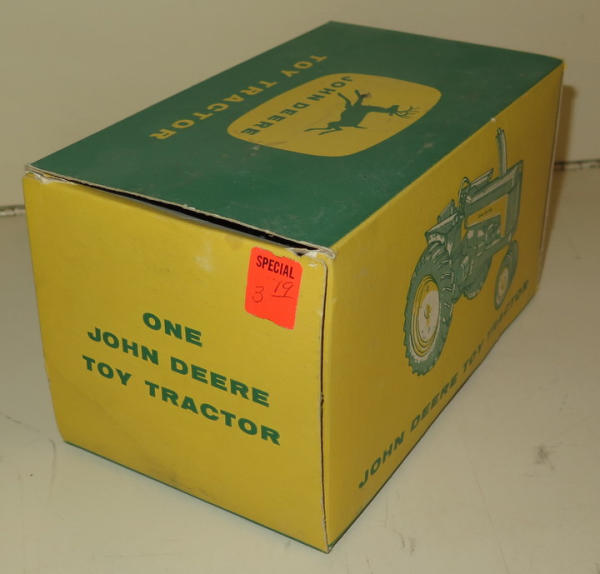 TOY TRACTOR
JOHN DEERE
SPECIAL
3 19
ONE
JOHN DEERE
TOY TRACTOR
JOHN DEERE TOY TRACTOR